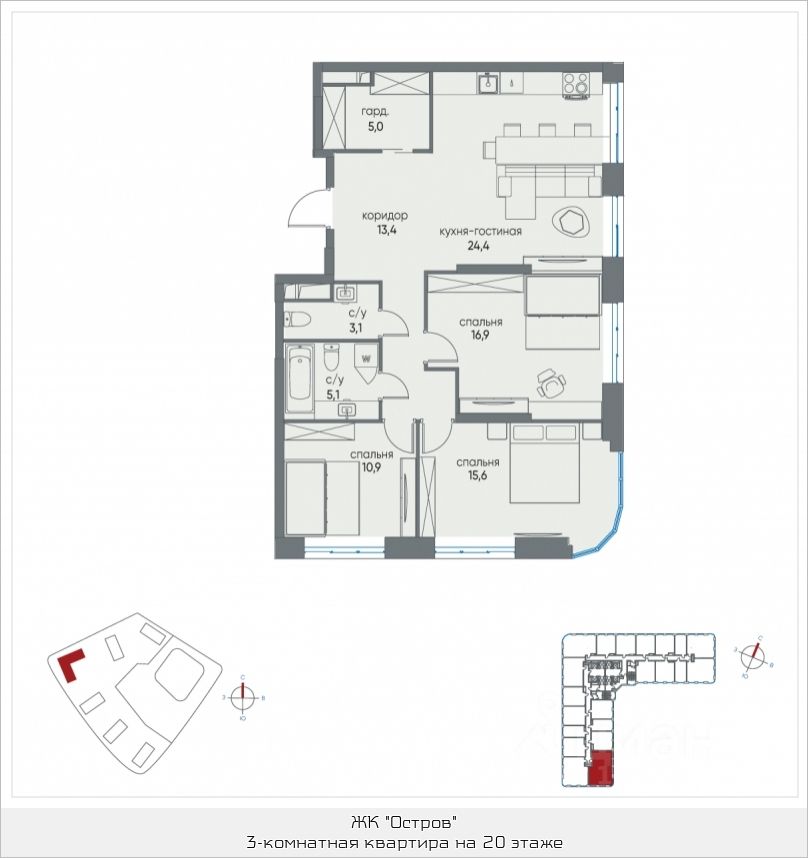 гард.
5,0
коридор
13,4
кухня-гостиная
24,4
с/у
3,1
спальня
16,9
W
с/у
5,1
спальня
10,9
спальня
15,6
С
З
В
Ю
С
З
В
Ю
ЖК "Остров"
3-комнатная квартира на 20 этаже